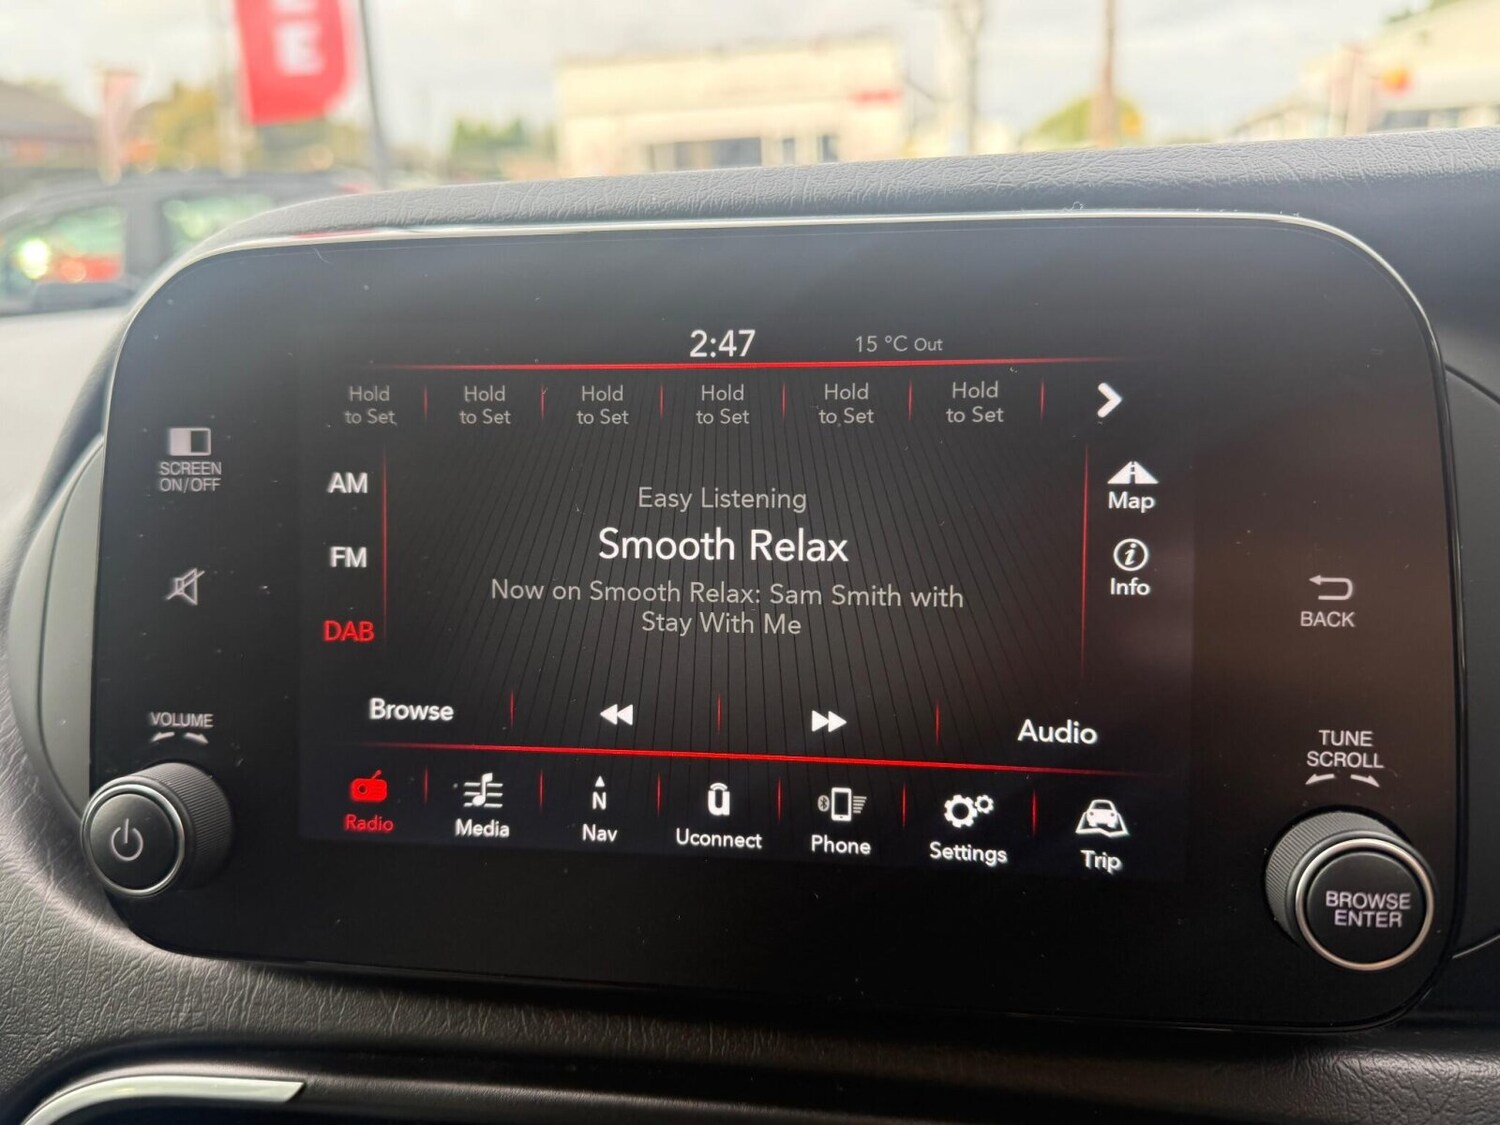 E
2:47
15 °C Out
Hold to Set
Hold to Set
Hold to Set
Hold to Set
Hold to Set
Hold to Set
SCREEN
ON/OFF
AM
FM
DAB
Easy Listening
Smooth Relax
Now on Smooth Relax: Sam Smith with
Stay With Me
Map
Info
BACK
VOLUME
Browse
Audio
TUNE
SCROLL
Radio
Media
N
Nav
Uconnect
Phone
Settings
Trip
BROWSE
ENTER